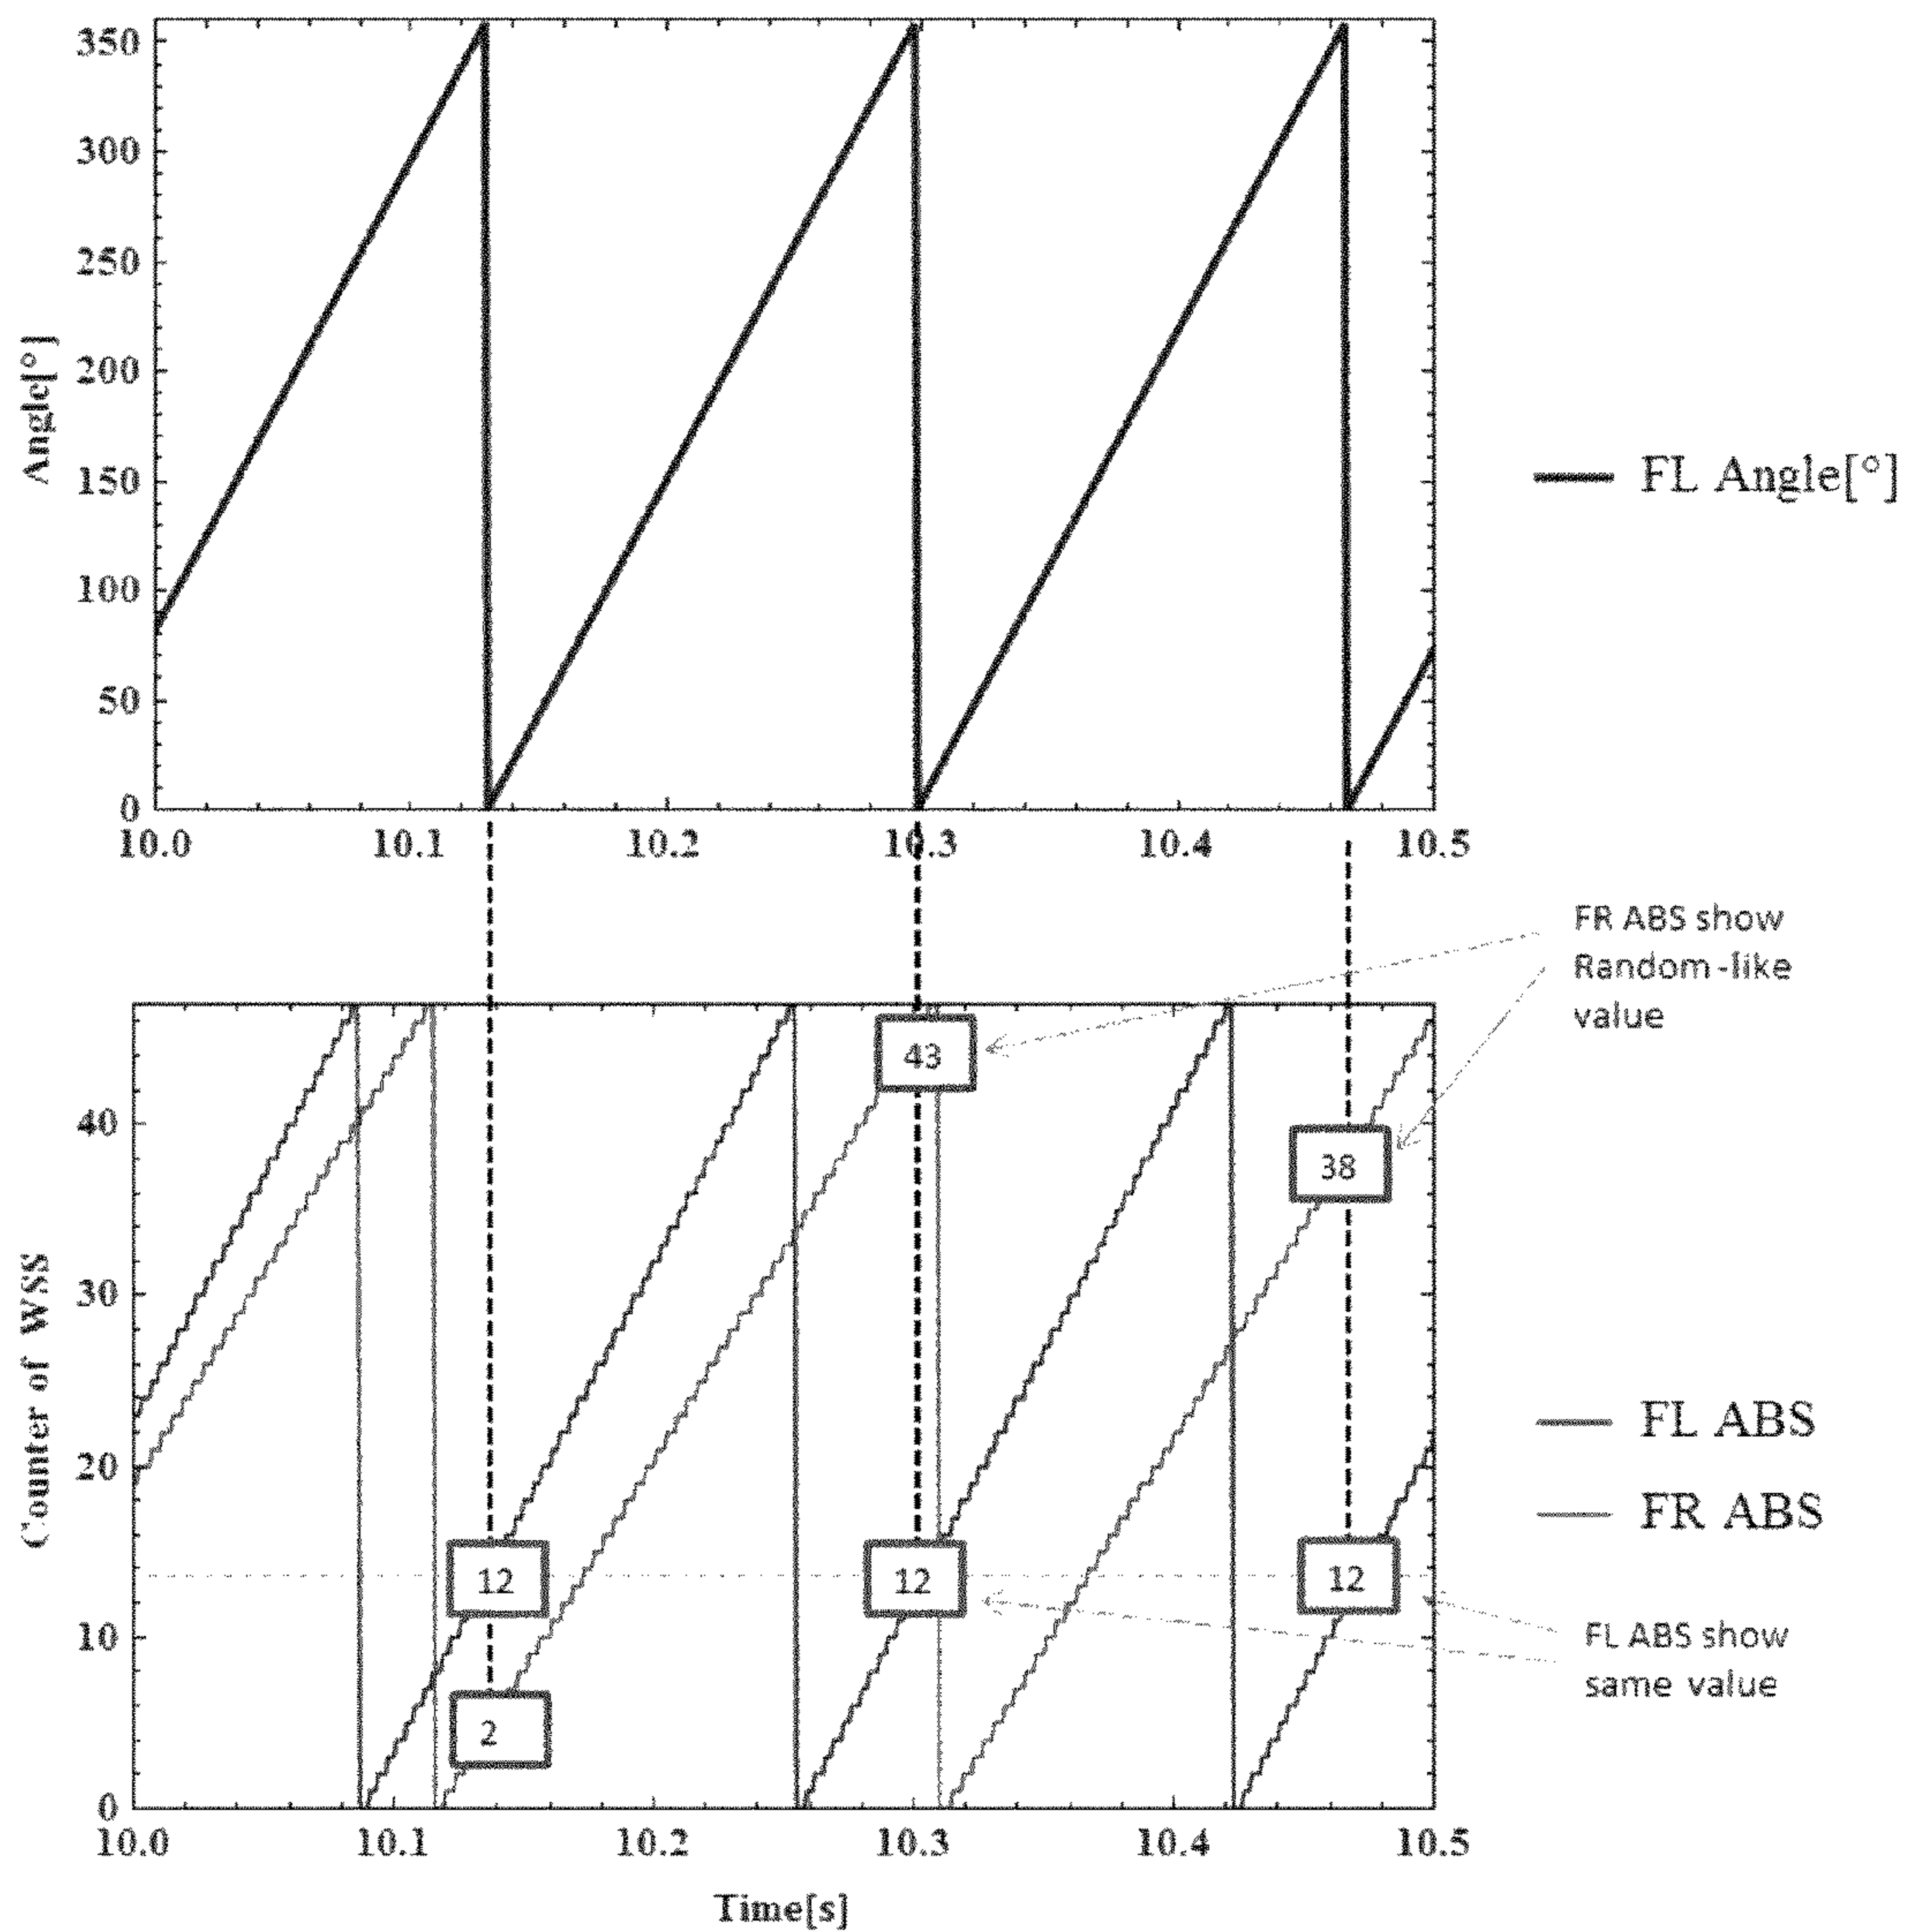 350
300
250
200
150
100
50
0
Angle[°]
10.0 10.1 10.2 10.3 10.4 10.5
FL Angle[°]
FR ABS show
Random-like
value
40
30
20
10
0
Counter of WSS
43
38
12
12
12
2
FL ABS
FR ABS
FL ABS show
same value
10.0 10.1 10.2 10.3 10.4 10.5
Time[s]